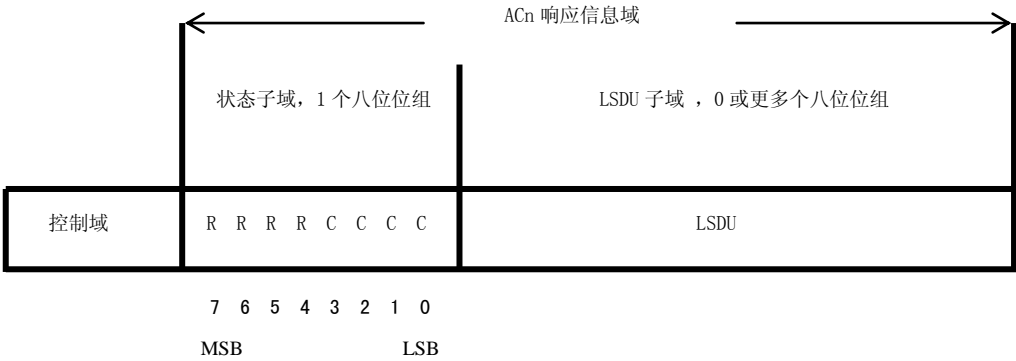 ACn 响应信息域
状态子域，1 个八位位组
LSDU 子域 ，0 或更多个八位位组
控制域
R R R R C C C C
LSDU
7 6 5 4 3 2 1 0
MSB LSB